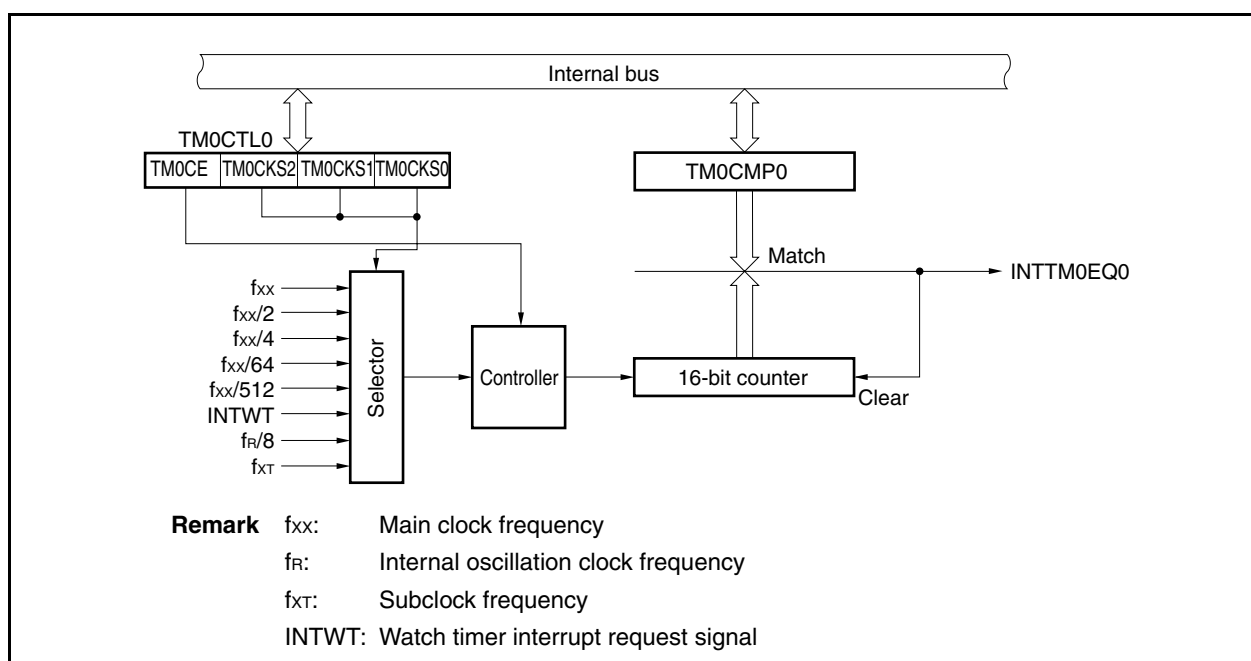 Internal bus
TM0CTL0
TM0CE TM0CKS2 TM0CKS1 TM0CKS0
TM0CMP0
Match
INTTM0EQ0
fXX
fXX/2
fXX/4
fXX/64
fXX/512
INTWT
fR/8
fXT
Selector
Controller
16-bit counter
Clear
Remark fXX: Main clock frequency
fR: Internal oscillation clock frequency
fXT: Subclock frequency
INTWT: Watch timer interrupt request signal